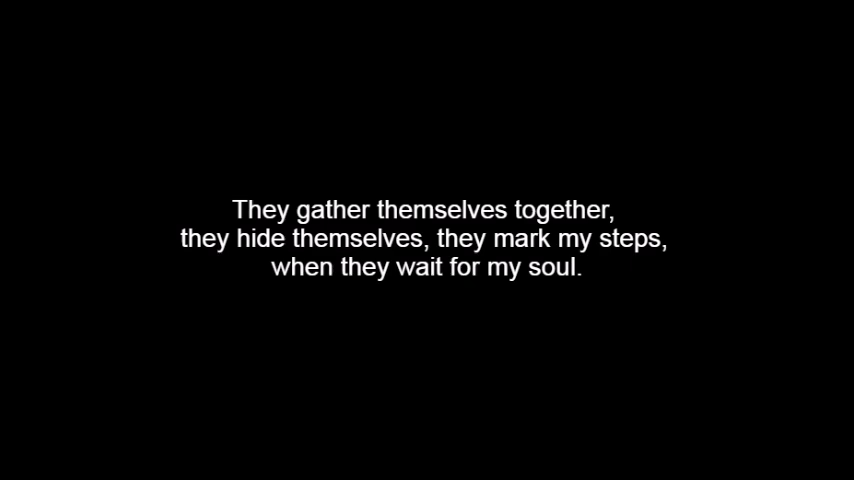 They gather themselves together,
they hide themselves, they mark my steps,
when they wait for my soul.